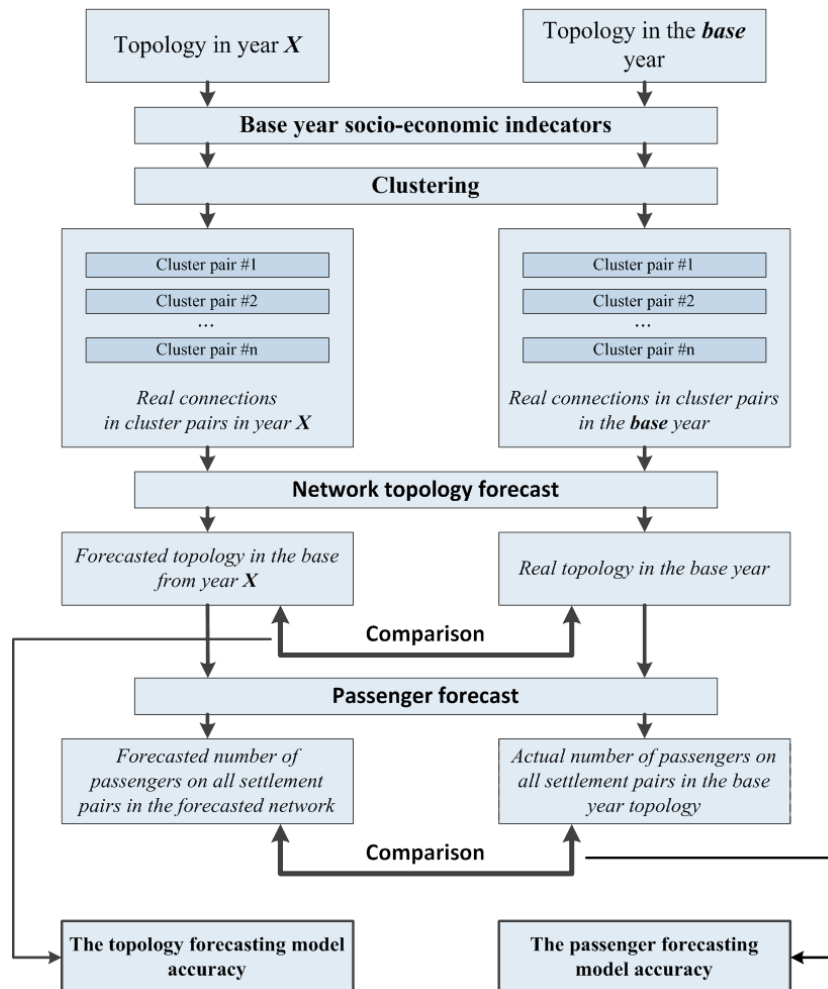 Topology in year X
Topology in the base
year
Base year socio-economic indecators
Clustering
Cluster pair #1
Cluster pair #2
...
Cluster pair #n
Real connections
in cluster pairs in year X
Cluster pair #1
Cluster pair #2
...
Cluster pair #n
Real connections in cluster pairs
in the base year
Network topology forecast
Forecasted topology in the base
from year X
Real topology in the base year
Comparison
Passenger forecast
Forecasted number of
passengers on all settlement
pairs in the forecasted network
Actual number of passengers on
all settlement pairs in the base
year topology
Comparison
The topology forecasting model
accuracy
The passenger forecasting
model accuracy